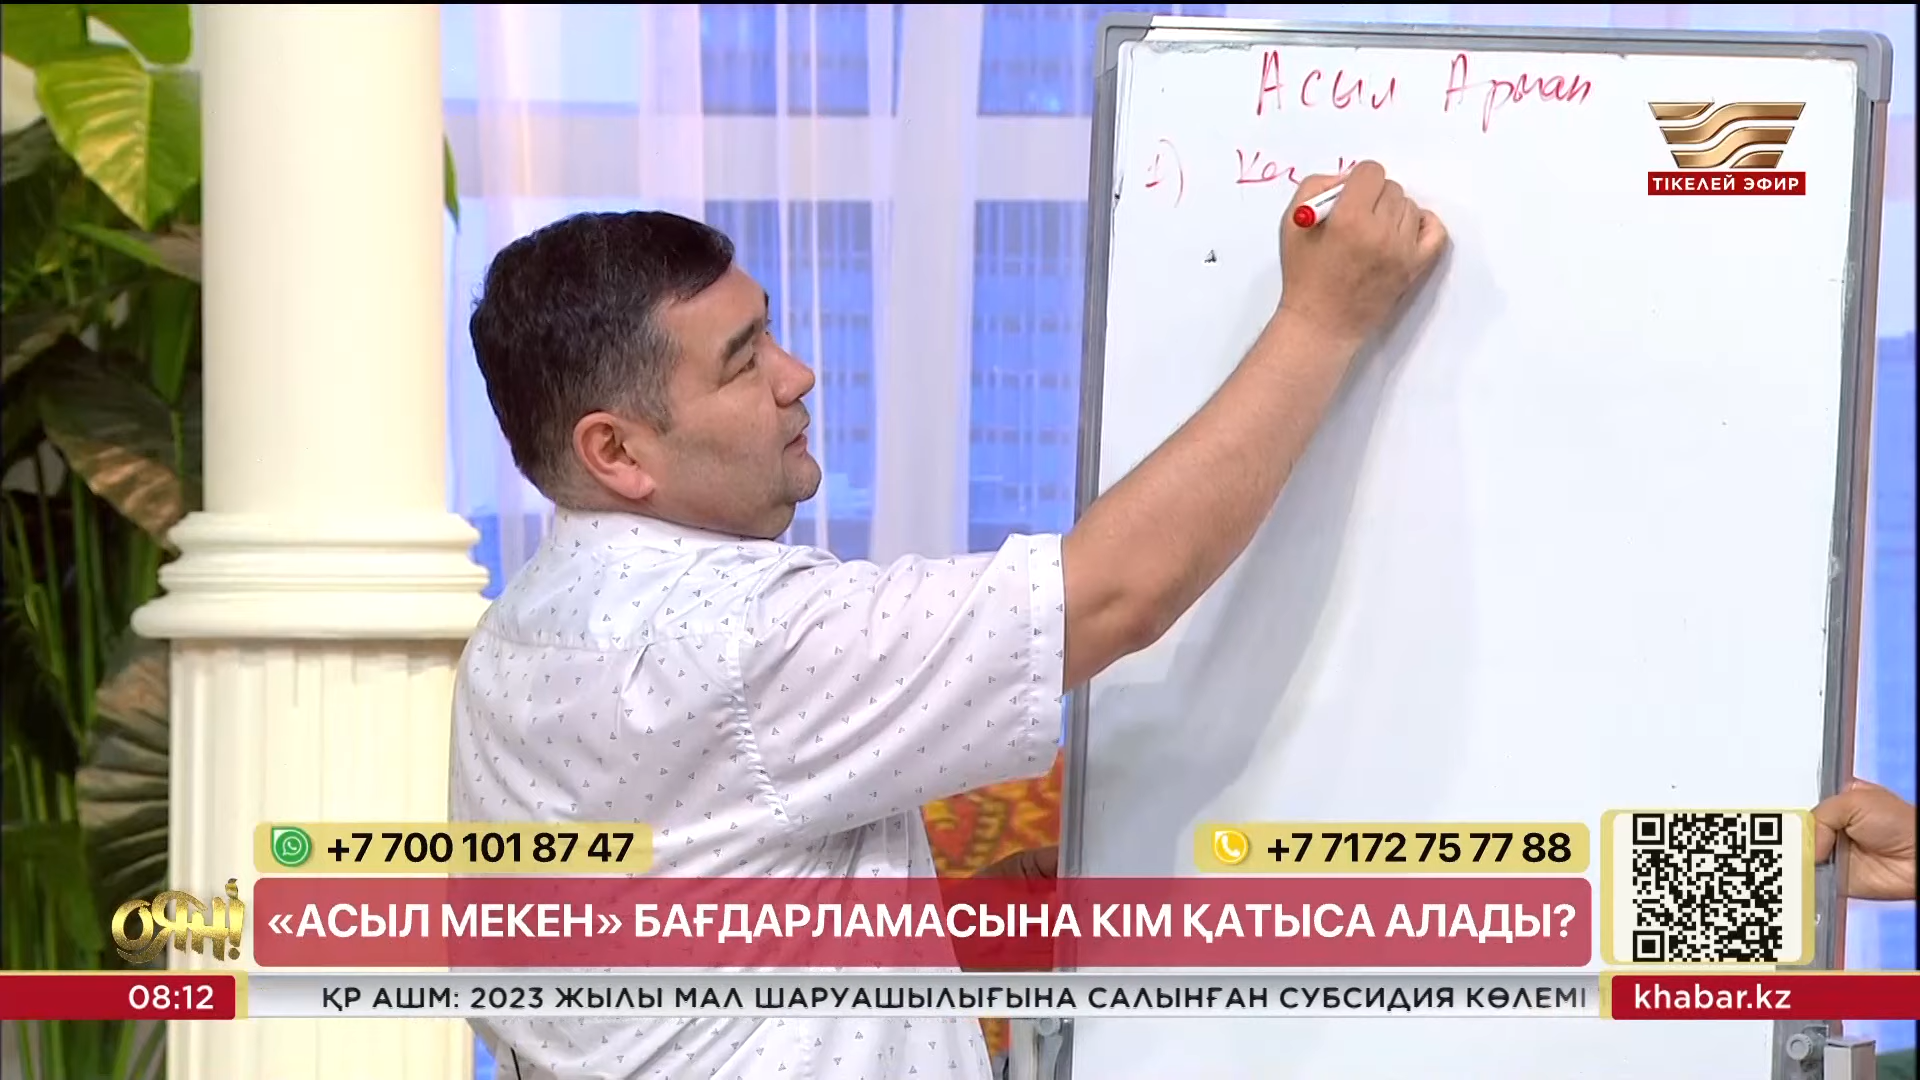 Асыл Арман
1)
ТІКЕЛЕЙ ЭФИР
+7 700 101 87 47
+7 7172 75 77 88
ОЯН!
«АСЫЛ МЕКЕН» БАҒДАРЛАМАСЫНА КІМ ҚАТЫСА АЛАДЫ?
08:12
ҚР АШМ: 2023 ЖЫЛЫ МАЛ ШАРУАШЫЛЫҒЫНА САЛЫНҒАН СУБСИДИЯ КӨЛЕМІ
khabar.kz